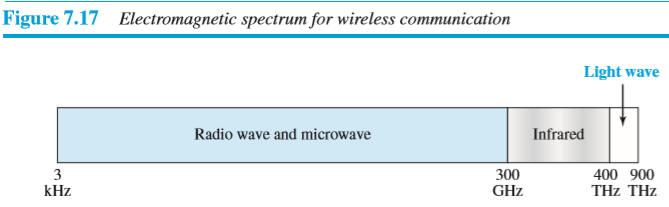 Figure 7.17 Electromagnetic spectrum for wireless communication
Light wave
Radio wave and microwave
Infrared
3
kHz
300
GHz
400
THz
900
THz